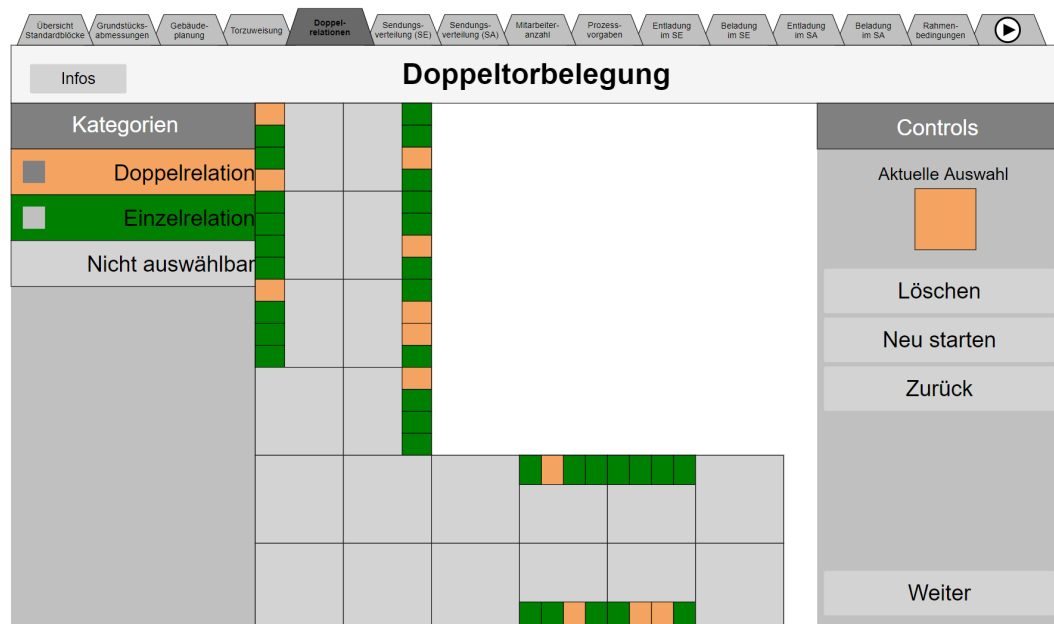 Übersicht
Standardblöcke
Grundstücks-
abmessungen
Gebäude-
planung
Torzuweisung
Doppel-
relationen
Sendungs-
verteilung (SE)
Sendungs-
verteilung (SA)
Mitarbeiter-
anzahl
Prozess-
vorgaben
Entladung
im SE
Beladung
im SE
Entladung
im SA
Beladung
im SA
Rahmen-
bedingungen
Infos
Doppeltorbelegung
Kategorien
Doppelrelation
Einzelrelation
Nicht auswählbar
Controls
Aktuelle Auswahl
Löschen
Neu starten
Zurück
Weiter